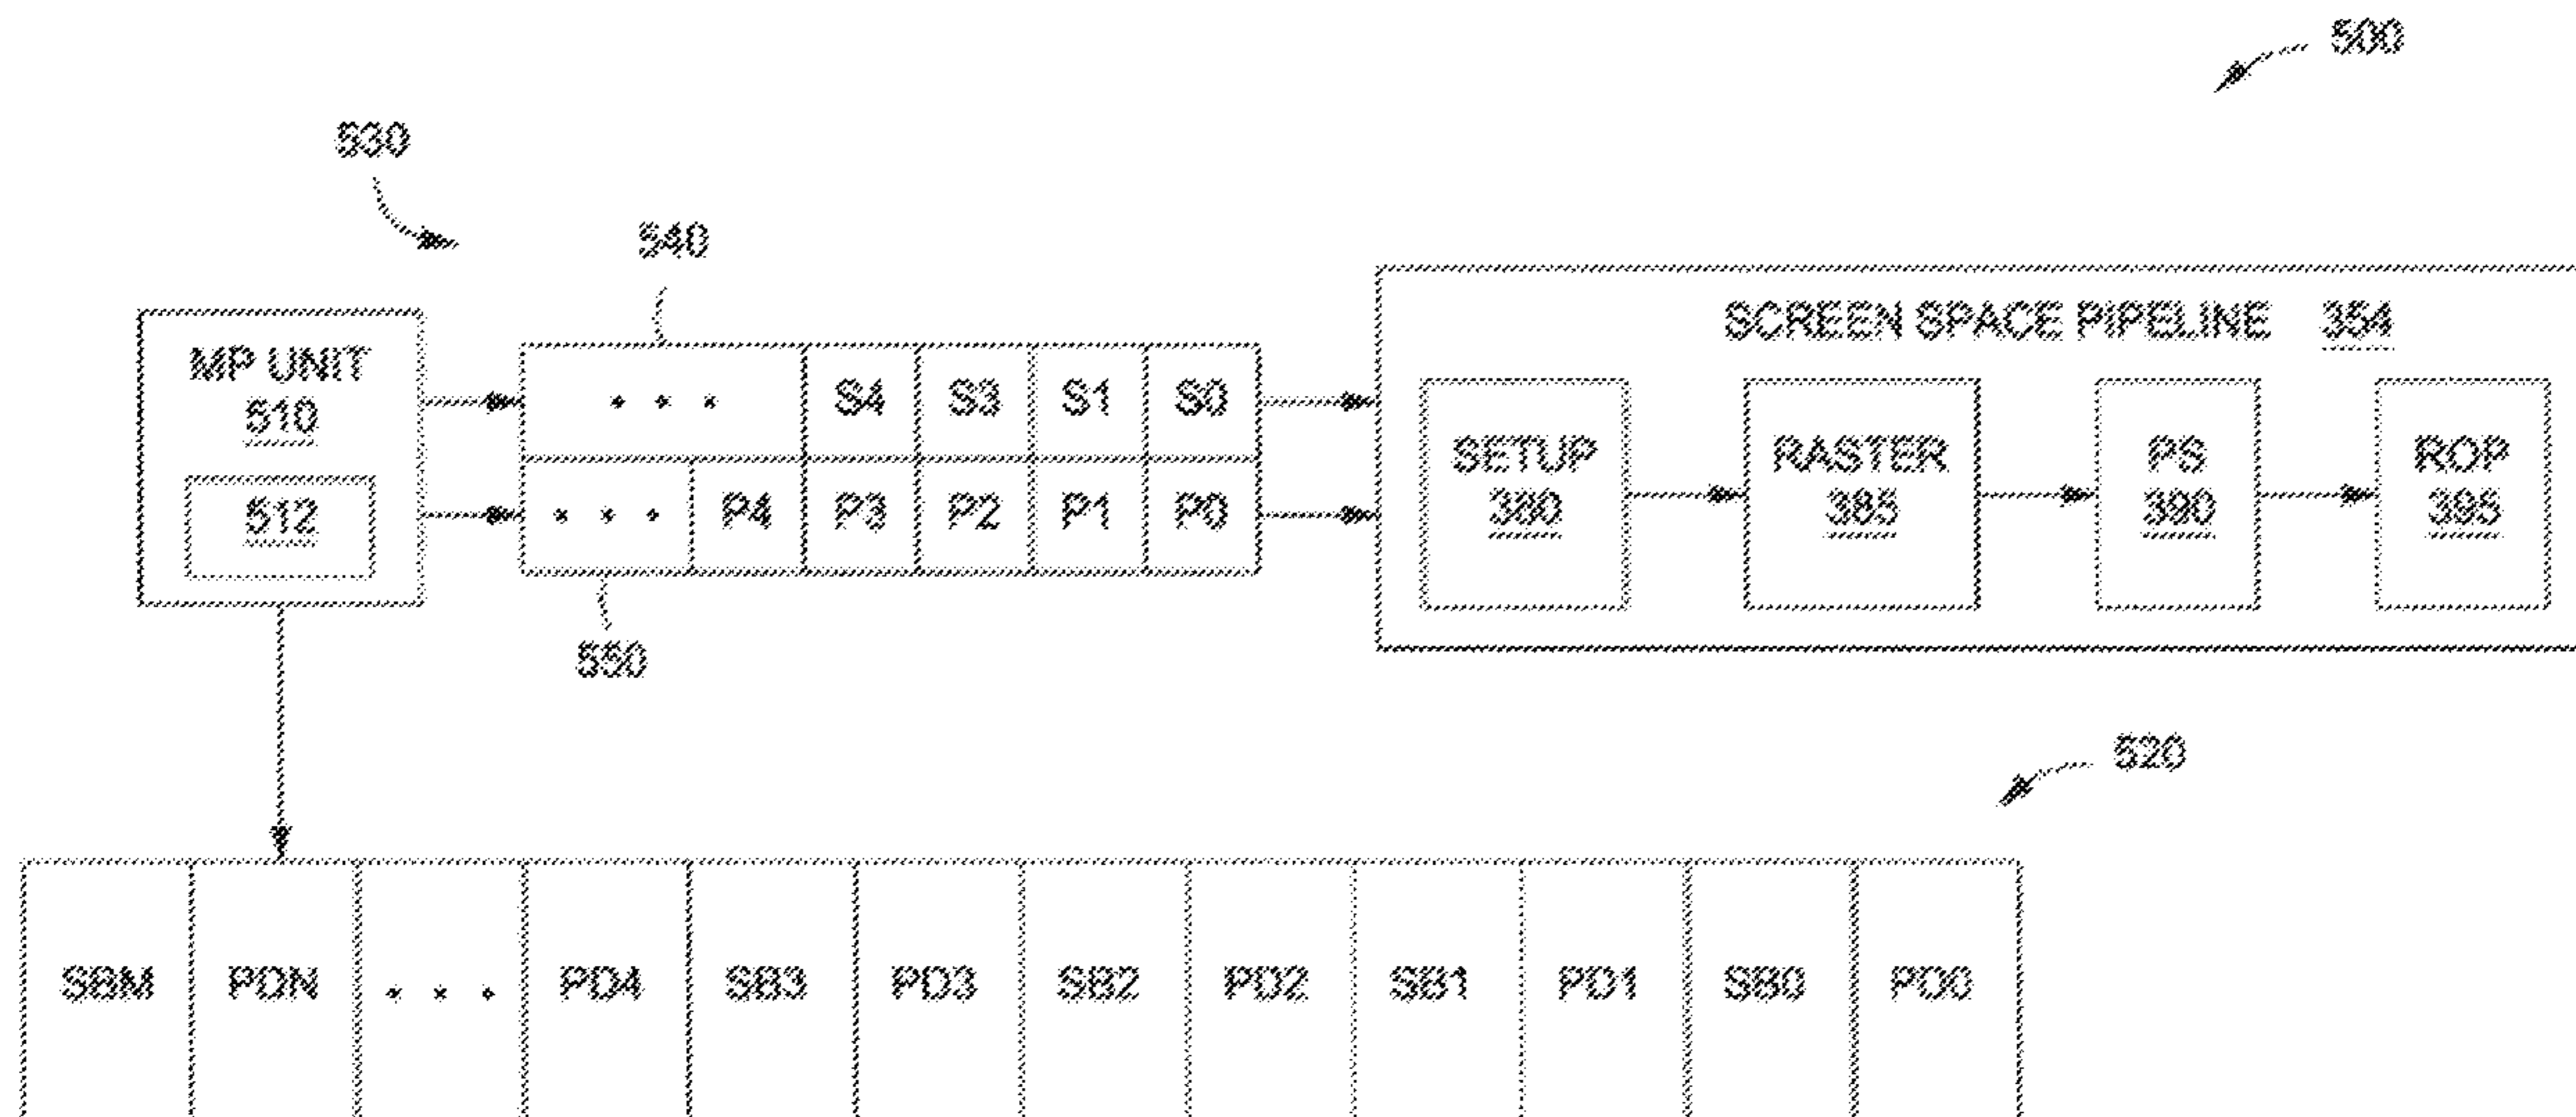 500
530
540
SCREEN SPACE PIPELINE 354
MP UNIT
510
512
. . . S4 S3 S1 S0
. . . P4 P3 P2 P1 P0
550
SETUP
380
RASTER
385
PS
390
ROP
395
520
SBM PDN . . . PD4 SB3 PD3 SB2 PD2 SB1 PD1 SB0 PD0